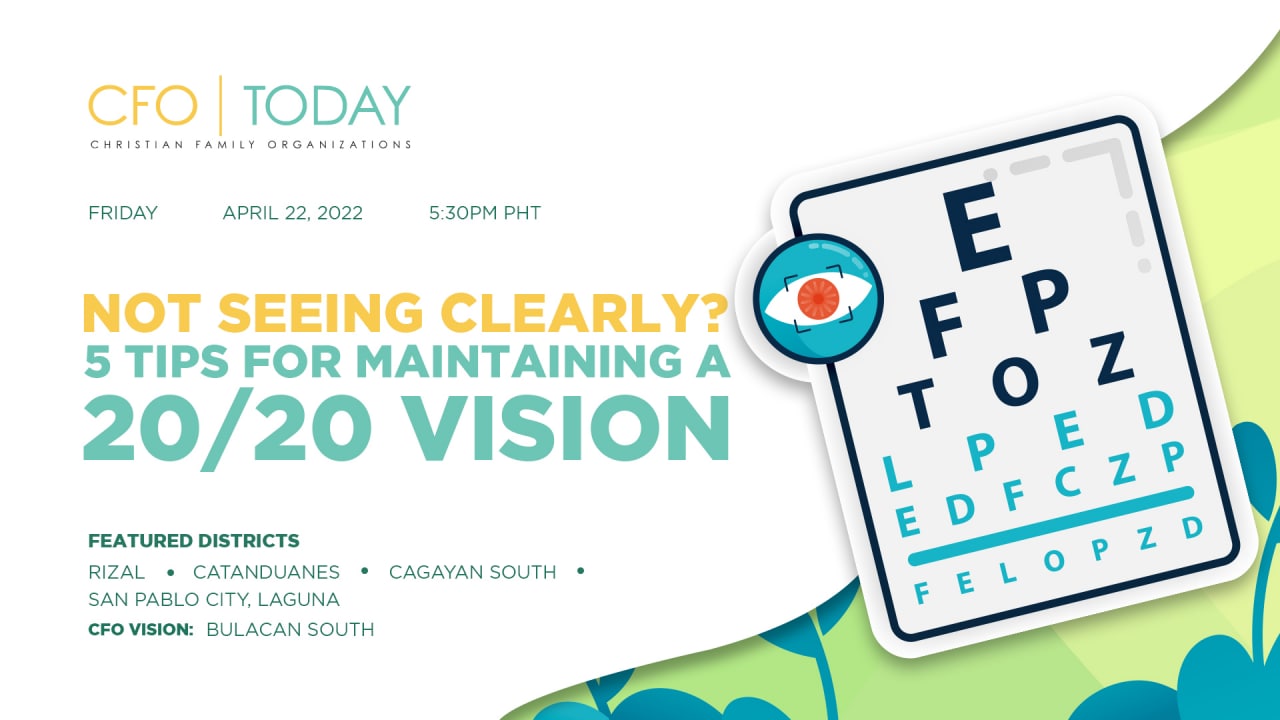 CFO | TODAY
CHRISTIAN FAMILY ORGANIZATIONS
FRIDAY APRIL 22, 2022 5:30PM PHT
NOT SEEING CLEARLY?
5 TIPS FOR MAINTAINING A
20/20 VISION
FEATURED DISTRICTS
RIZAL • CATANDUANES • CAGAYAN SOUTH •
SAN PABLO CITY, LAGUNA
CFO VISION: BULACAN SOUTH
E
F P
T O Z
L P E D
E D F C Z P
F E L O P Z D